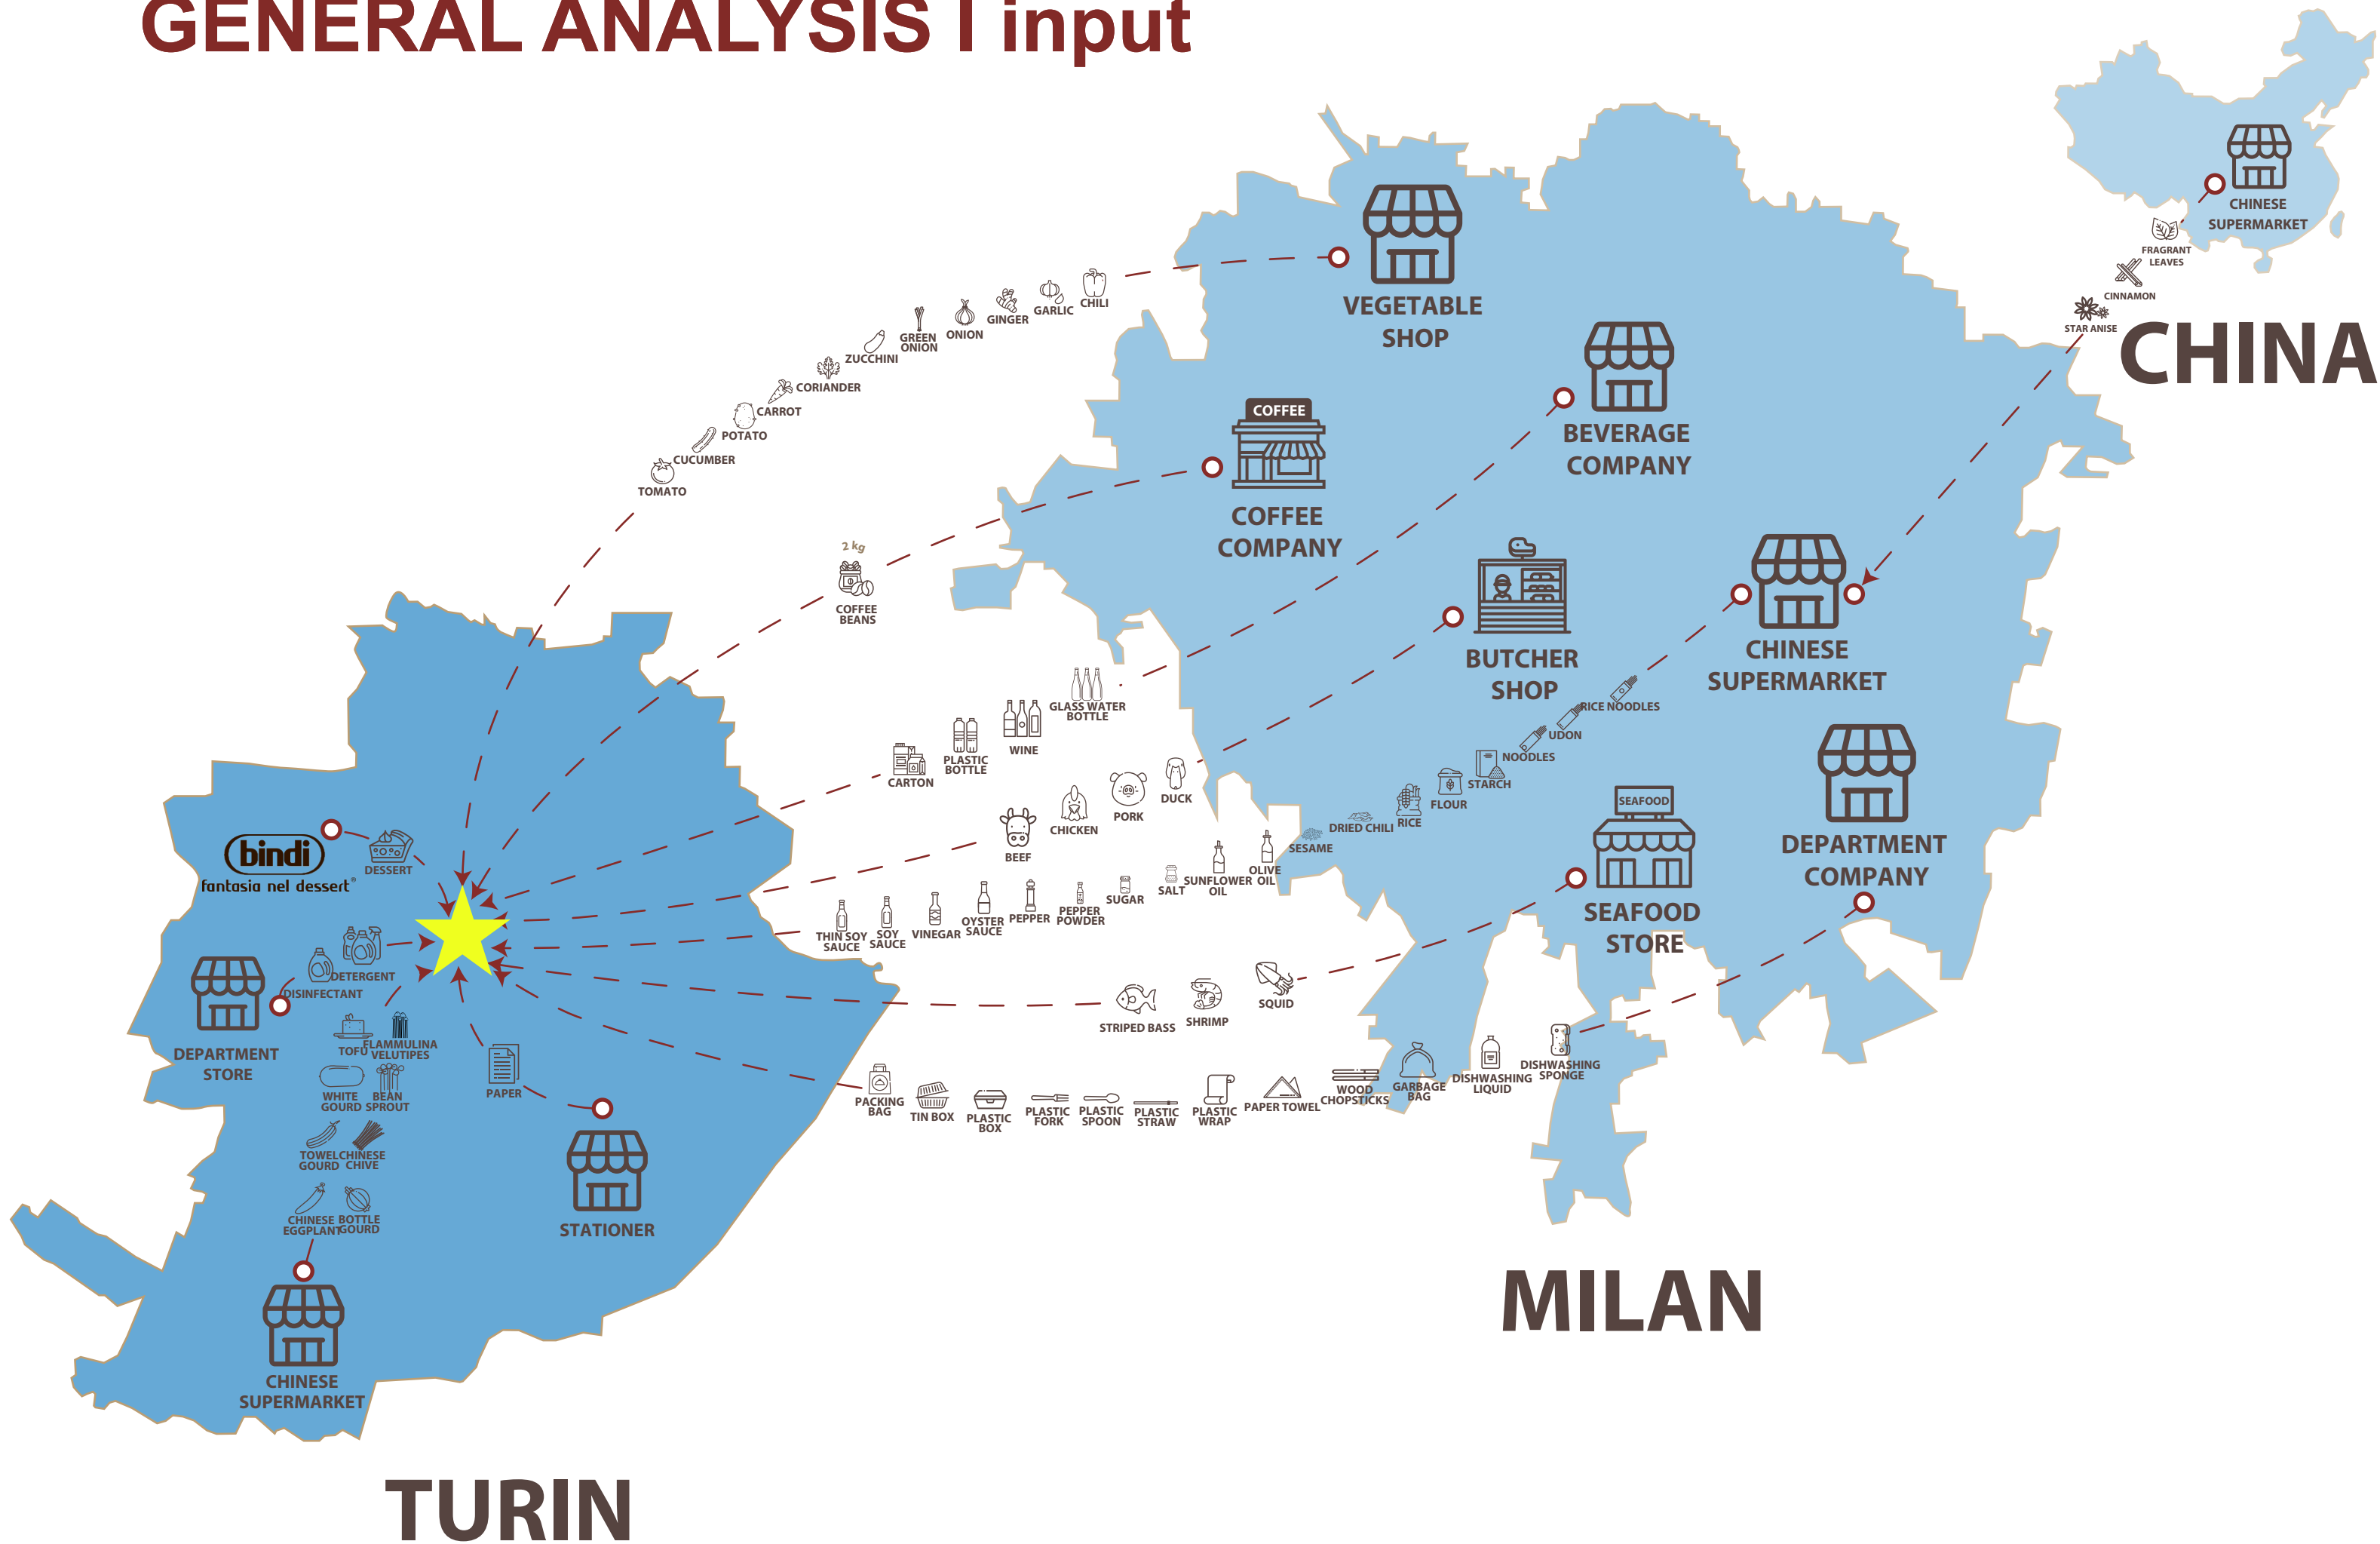 GENERAL ANALYSIS I input
CHINESE
SUPERMARKET
FRAGRANT
LEAVES
CINNAMON
STAR ANISE
CHINA
VEGETABLE
SHOP
CHILI
GARLIC
GINGER
ONION
GREEN
ONION
ZUCCHINI
CORIANDER
CARROT
POTATO
CUCUMBER
TOMATO
COFFEE
COFFEE
COMPANY
2 kg
COFFEE
BEANS
BEVERAGE
COMPANY
GLASS WATER
BOTTLE
WINE
PLASTIC
BOTTLE
CARTON
BUTCHER
SHOP
DUCK
PORK
CHICKEN
BEEF
CHINESE
SUPERMARKET
RICE NOODLES
UDON
NOODLES
STARCH
FLOUR
RICE
DRIED CHILI
SESAME
OLIVE
OIL
SUNFLOWER
OIL
SALT
SUGAR
PEPPER
POWDER
PEPPER
OYSTER
SAUCE
VINEGAR
SOY
SAUCE
THIN SOY
SAUCE
SEAFOOD
SEAFOOD
STORE
SQUID
SHRIMP
STRIPED BASS
DEPARTMENT
COMPANY
DISHWASHING
SPONGE
DISHWASHING
LIQUID
GARBAGE
BAG
WOOD
CHOPSTICKS
PAPER TOWEL
PLASTIC
WRAP
PLASTIC
STRAW
PLASTIC
SPOON
PLASTIC
FORK
PLASTIC
BOX
TIN BOX
PACKING
BAG
MILAN
bindi
fantasia nel dessert®
DESSERT
DETERGENT
DISINFECTANT
DEPARTMENT
STORE
TOFU
FLAMMULINA
VELUTIPES
WHITE
GOURD
BEAN
SPROUT
TOWEL
GOURD
CHINESE
CHIVE
CHINESE
EGGPLANT
BOTTLE
GOURD
PAPER
STATIONER
CHINESE
SUPERMARKET
TURIN